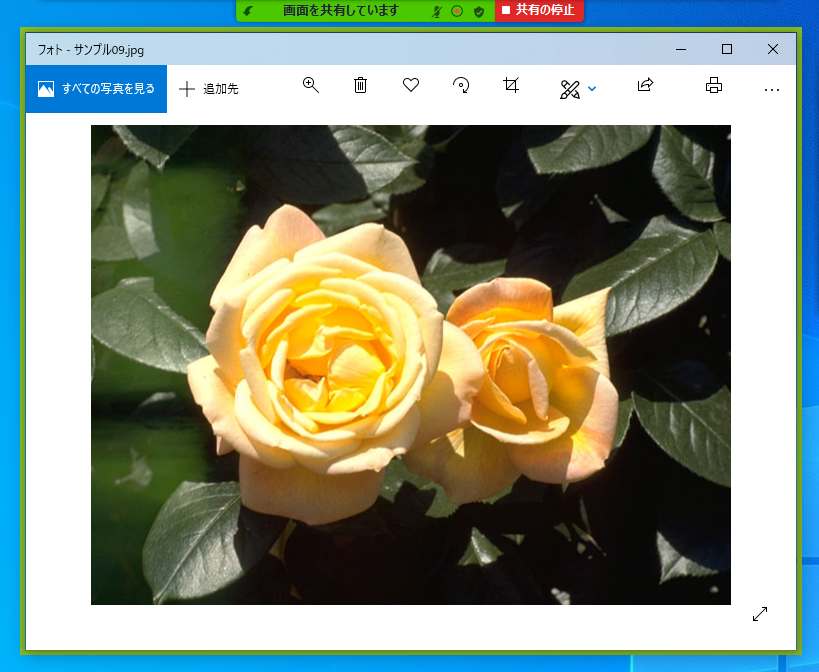 画面を共有しています
共有の停止
フォト - サンプル09.jpg
すべての写真を見る
追加先